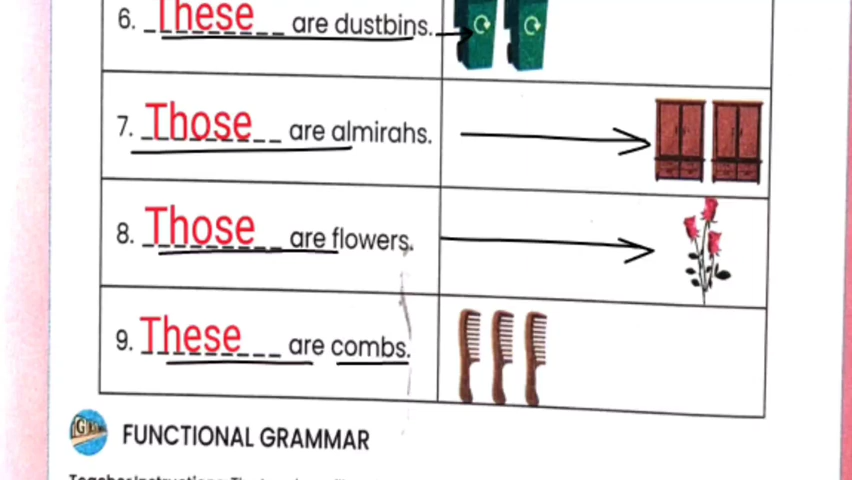 6. These are dustbins.
7. Those are almirahs.
8. Those are flowers.
9. These are combs.
FUNCTIONAL GRAMMAR